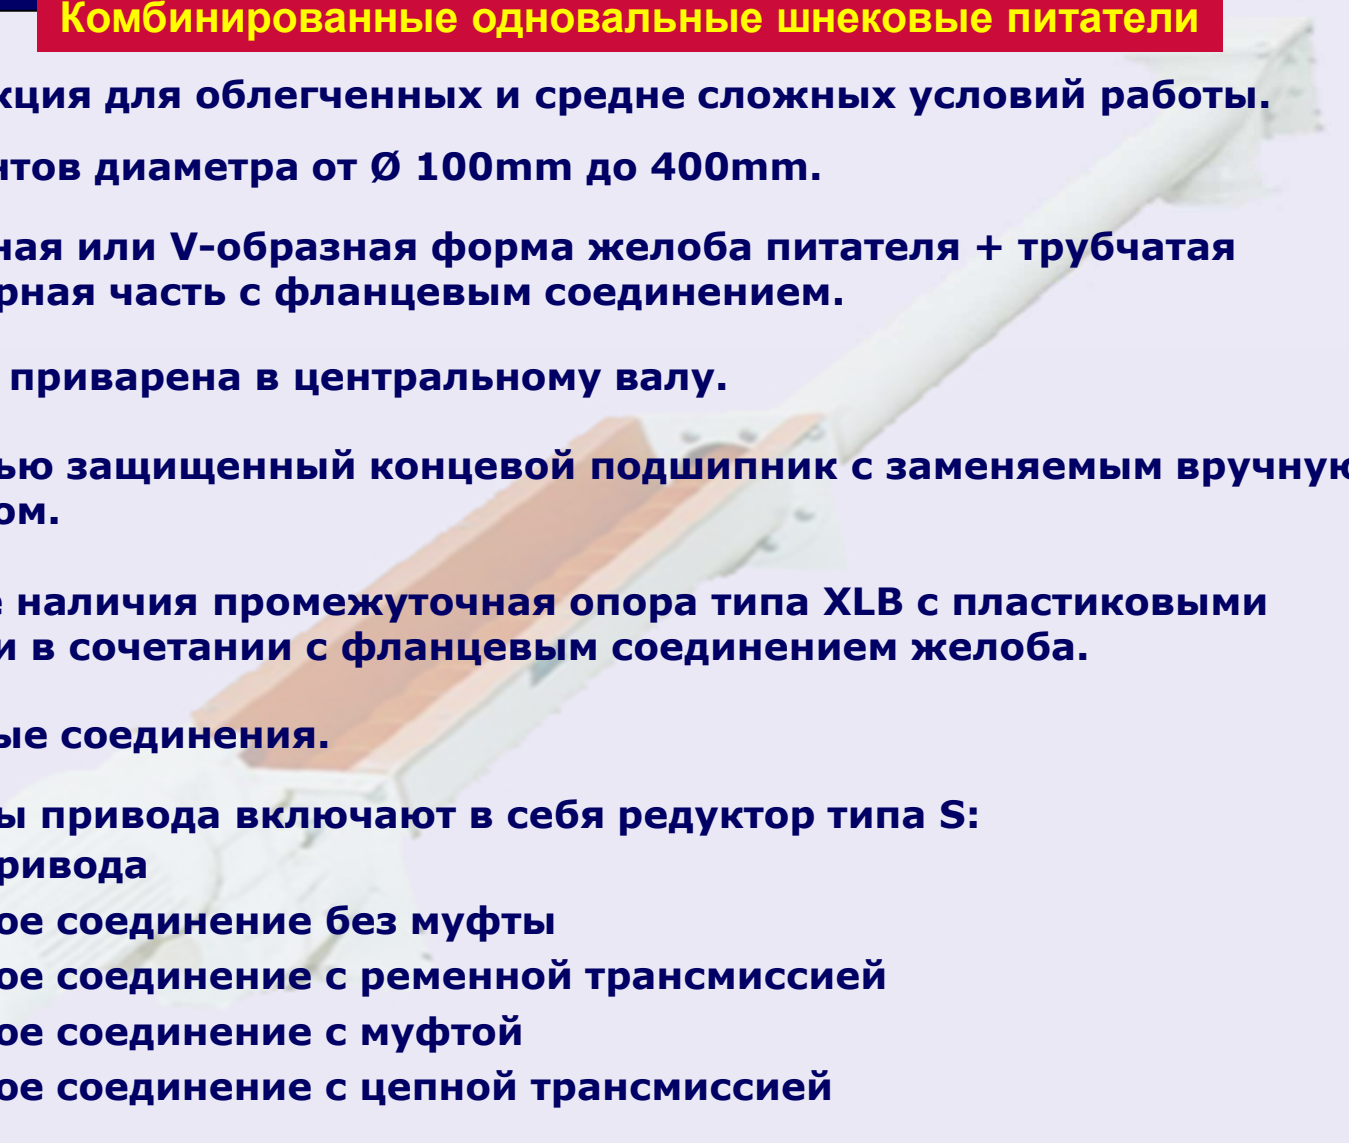 Комбинированные одновальные шнековые питатели
кция для облегченных и средне сложных условий работы.
нтов диаметра от Ø 100mm до 400mm.
ная или V-образная форма желоба питателя + трубчатая
рная часть с фланцевым соединением.
приварена в центральному валу.
ью защищенный концевой подшипник с заменяемым вручную
ом.
е наличия промежуточная опора типа XLB с пластиковыми
и в сочетании с фланцевым соединением желоба.
ые соединения.
ы привода включают в себя редуктор типа S:
ривода
ое соединение без муфты
ое соединение с ременной трансмиссией
ое соединение с муфтой
ое соединение с цепной трансмиссией